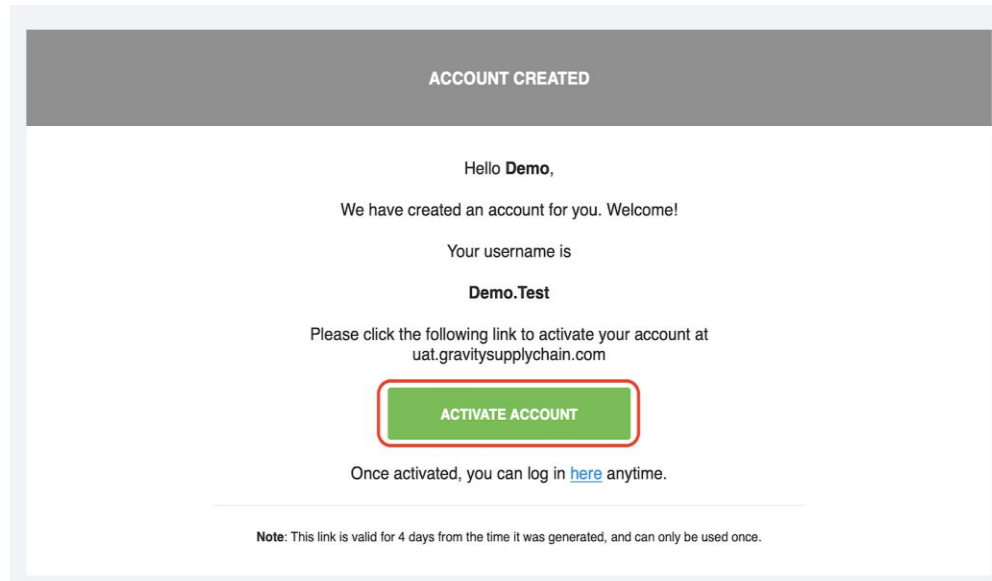 ACCOUNT CREATED
Hello Demo,
We have created an account for you. Welcome!
Your username is
Demo.Test
Please click the following link to activate your account at
uat.gravitysupplychain.com
ACTIVATE ACCOUNT
Once activated, you can log in here anytime.
Note: This link is valid for 4 days from the time it was generated, and can only be used once.